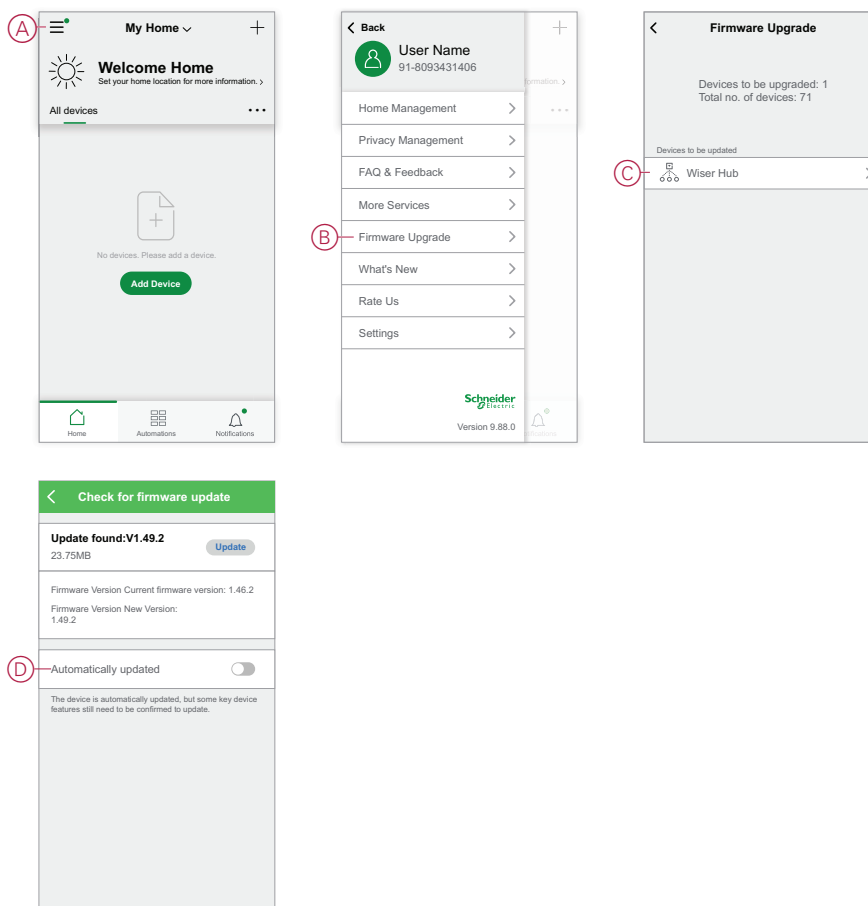 A
My Home
Welcome Home
Set your home location for more information.
All devices
No devices. Please add a device.
Add Device
Home
Automations
Notifications
Back
User Name
91-8093431406
formation.
Home Management
Privacy Management
FAQ & Feedback
More Services
B
Firmware Upgrade
What's New
Rate Us
Settings
Schneider
Electric
Version 9.88.0
Firmware Upgrade
Devices to be upgraded: 1
Total no. of devices: 71
Devices to be updated
C
Wiser Hub
Check for firmware update
Update found:V1.49.2
23.75MB
Update
Firmware Version Current firmware version: 1.46.2
Firmware Version New Version:
1.49.2
D
Automatically updated
The device is automatically updated, but some key device
features still need to be confirmed to update.